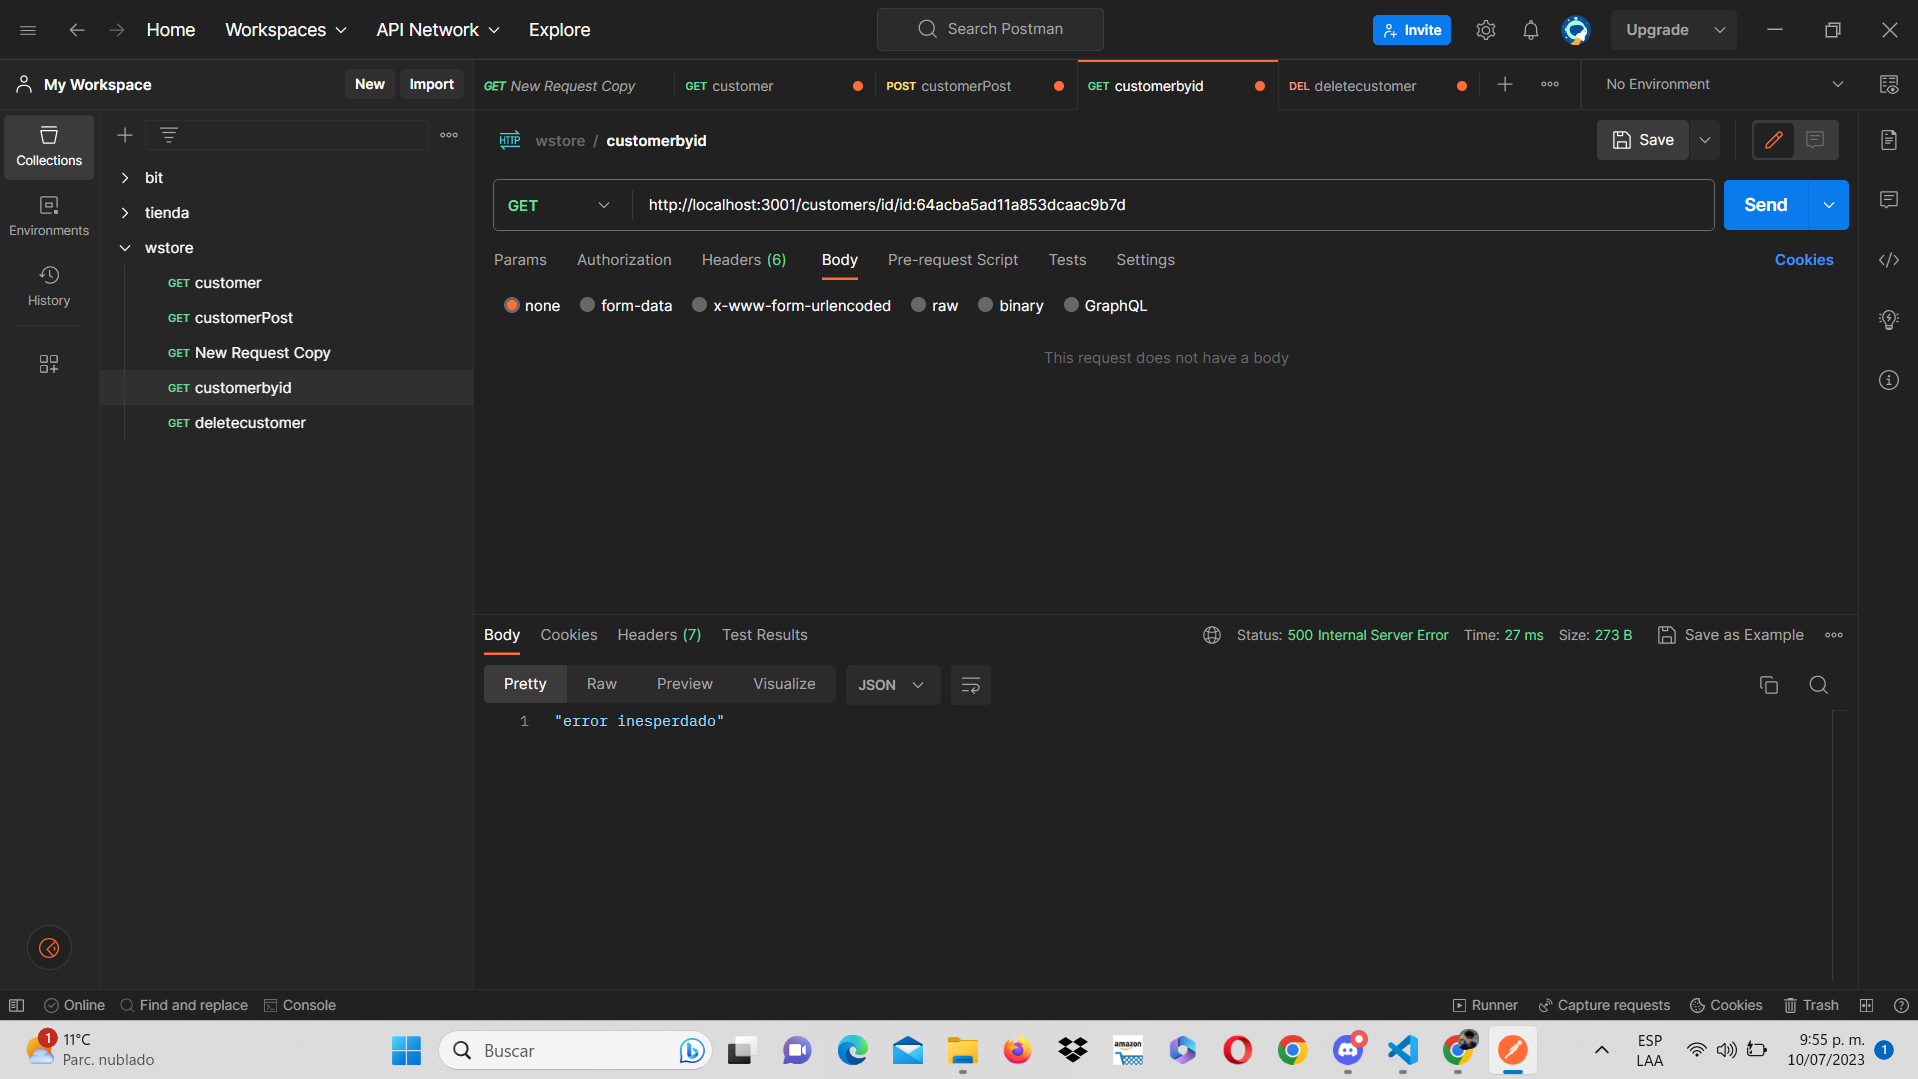 Home
Workspaces
API Network
Explore
Search Postman
Invite
Upgrade
My Workspace
New
Import
GET New Request Copy
GET customer
POST customerPost
GET customerbyid
DEL deletecustomer
No Environment
Collections
Environments
History
bit
tienda
wstore
GET customer
GET customerPost
GET New Request Copy
GET customerbyid
GET deletecustomer
HTTP wstore / customerbyid
Save
GET http://localhost:3001/customers/id/id:64acba5ad11a853dcaac9b7d
Send
Params Authorization Headers (6) Body Pre-request Script Tests Settings
Cookies
none form-data x-www-form-urlencoded raw binary GraphQL
This request does not have a body
Body Cookies Headers (7) Test Results
Status: 500 Internal Server Error Time: 27 ms Size: 273 B Save as Example
Pretty Raw Preview Visualize JSON
1 "error inesperdado"
Online Find and replace Console
Runner Capture requests Cookies Trash
1
11°C
Parc. nublado
Buscar
amazon
ESP
LAA
9:55 p. m.
10/07/2023
1